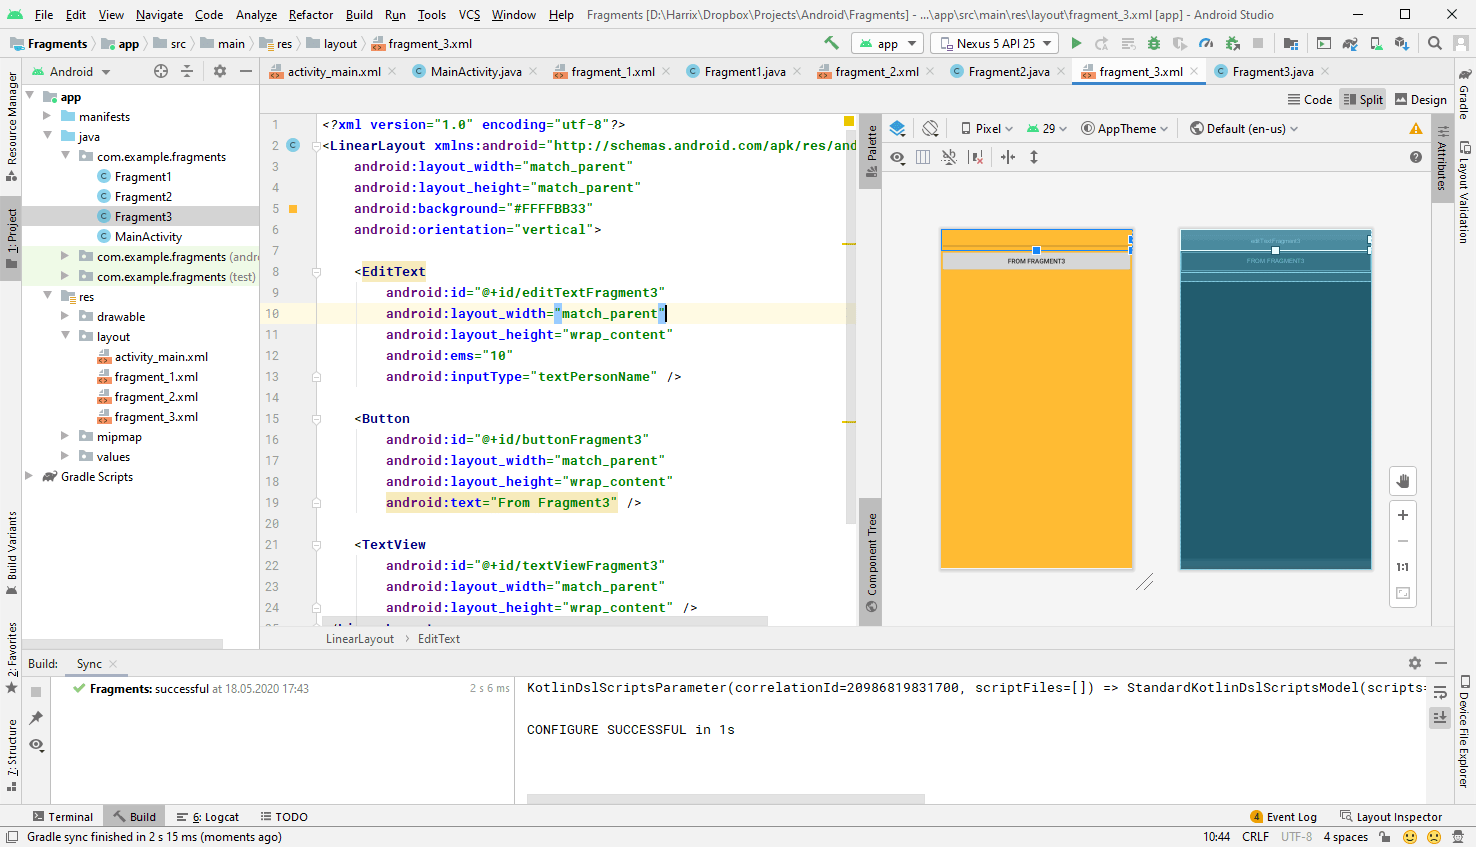 File Edit View Navigate Code Analyze Refactor Build Run Tools VCS Window Help Fragments [D:\Harrix\Dropbox\Projects\Android\Fragments] - ...\app\src\main\res\layout\fragment_3.xml [app] - Android Studio
Fragments app src main res layout fragment_3.xml app Nexus 5 API 25
Android activity_main.xml MainActivity.java fragment_1.xml Fragment1.java fragment_2.xml Fragment2.java fragment_3.xml Fragment3.java
Code Split Design
Resource Manager
1: Project
Build Variants
2: Favorites
7: Structure
app
manifests
java
com.example.fragments
Fragment1
Fragment2
Fragment3
MainActivity
com.example.fragments (andro
com.example.fragments (test)
res
drawable
layout
activity_main.xml
fragment_1.xml
fragment_2.xml
fragment_3.xml
mipmap
values
Gradle Scripts
1 <?xml version="1.0" encoding="utf-8"?>
2 <LinearLayout xmlns:android="http://schemas.android.com/apk/res/and
3 android:layout_width="match_parent"
4 android:layout_height="match_parent"
5 android:background="#FFFFBB33"
6 android:orientation="vertical">
7
8 <EditText
9 android:id="@+id/editTextFragment3"
10 android:layout_width="match_parent"
11 android:layout_height="wrap_content"
12 android:ems="10"
13 android:inputType="textPersonName" />
14
15 <Button
16 android:id="@+id/buttonFragment3"
17 android:layout_width="match_parent"
18 android:layout_height="wrap_content"
19 android:text="From Fragment3" />
20
21 <TextView
22 android:id="@+id/textViewFragment3"
23 android:layout_width="match_parent"
24 android:layout_height="wrap_content" />
LinearLayout EditText
Palette
Component Tree
Pixel 29 AppTheme Default (en-us)
FROM FRAGMENT3
editTextFragment3
FROM FRAGMENT3
1:1
Attributes
Gradle
Layout Validation
Device File Explorer
Build: Sync
Fragments: successful at 18.05.2020 17:43 2 s 6 ms
KotlinDslScriptsParameter(correlationId=20986819831700, scriptFiles=[]) => StandardKotlinDslScriptsModel(scripts=
CONFIGURE SUCCESSFUL in 1s
Terminal Build 6: Logcat TODO 4 Event Log Layout Inspector
Gradle sync finished in 2 s 15 ms (moments ago) 10:44 CRLF UTF-8 4 spaces